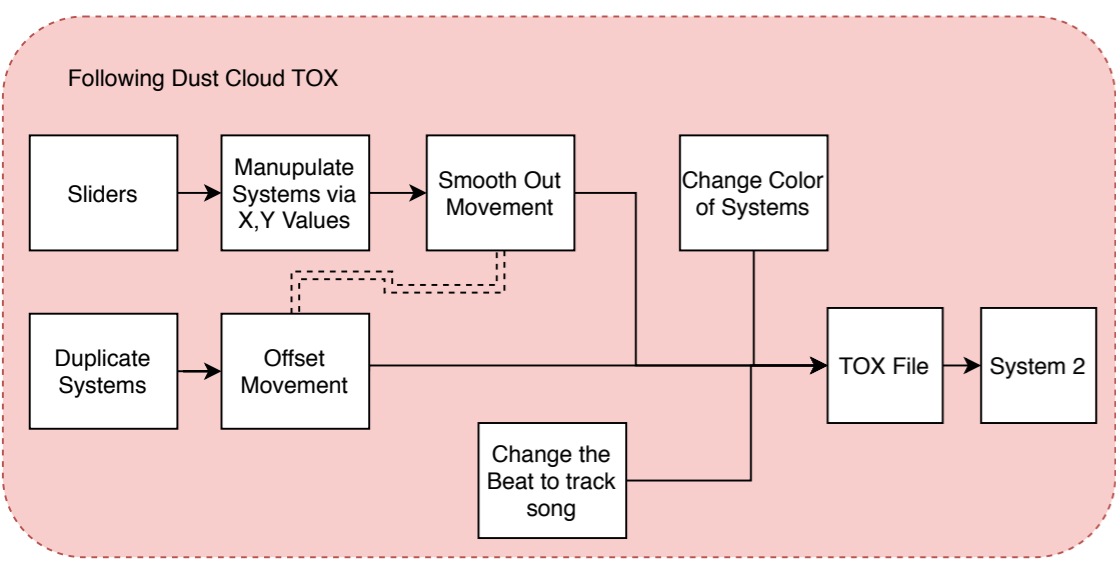 Following Dust Cloud TOX
Sliders
Manupulate
Systems via
X,Y Values
Smooth Out
Movement
Change Color
of Systems
Duplicate
Systems
Offset
Movement
TOX File
System 2
Change the
Beat to track
song